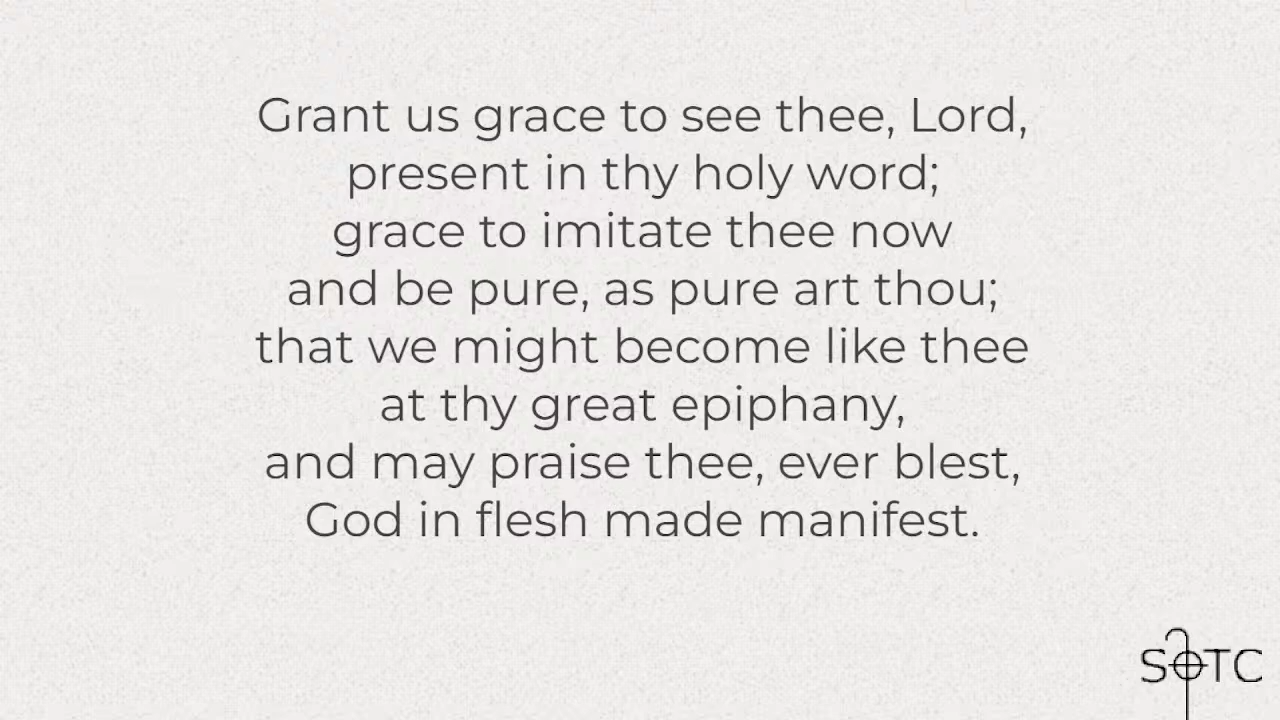 Grant us grace to see thee, Lord,
present in thy holy word;
grace to imitate thee now
and be pure, as pure art thou;
that we might become like thee
at thy great epiphany,
and may praise thee, ever blest,
God in flesh made manifest.
SOTC